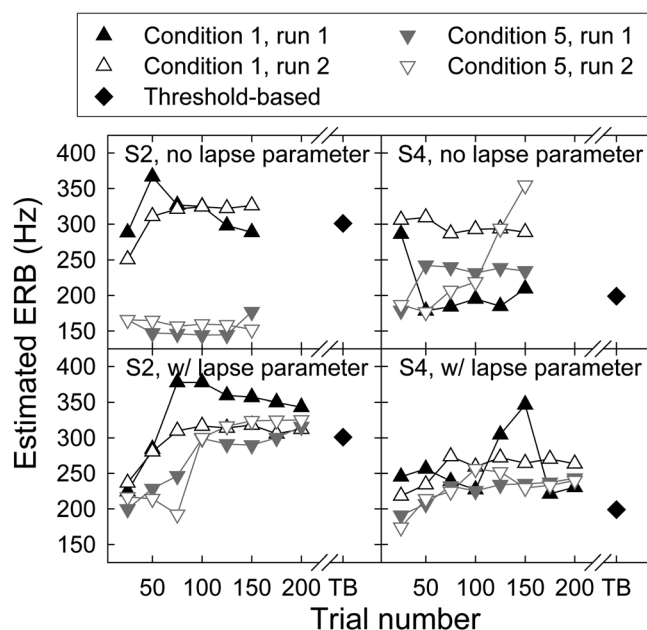 Condition 1, run 1 Condition 5, run 1
Condition 1, run 2 Condition 5, run 2
Threshold-based
Estimated ERB (Hz)
400 S2, no lapse parameter S4, no lapse parameter
350
300
250
200
150
400 S2, w/ lapse parameter S4, w/ lapse parameter
350
300
250
200
150
50 100 150 200 TB 50 100 150 200 TB
Trial number